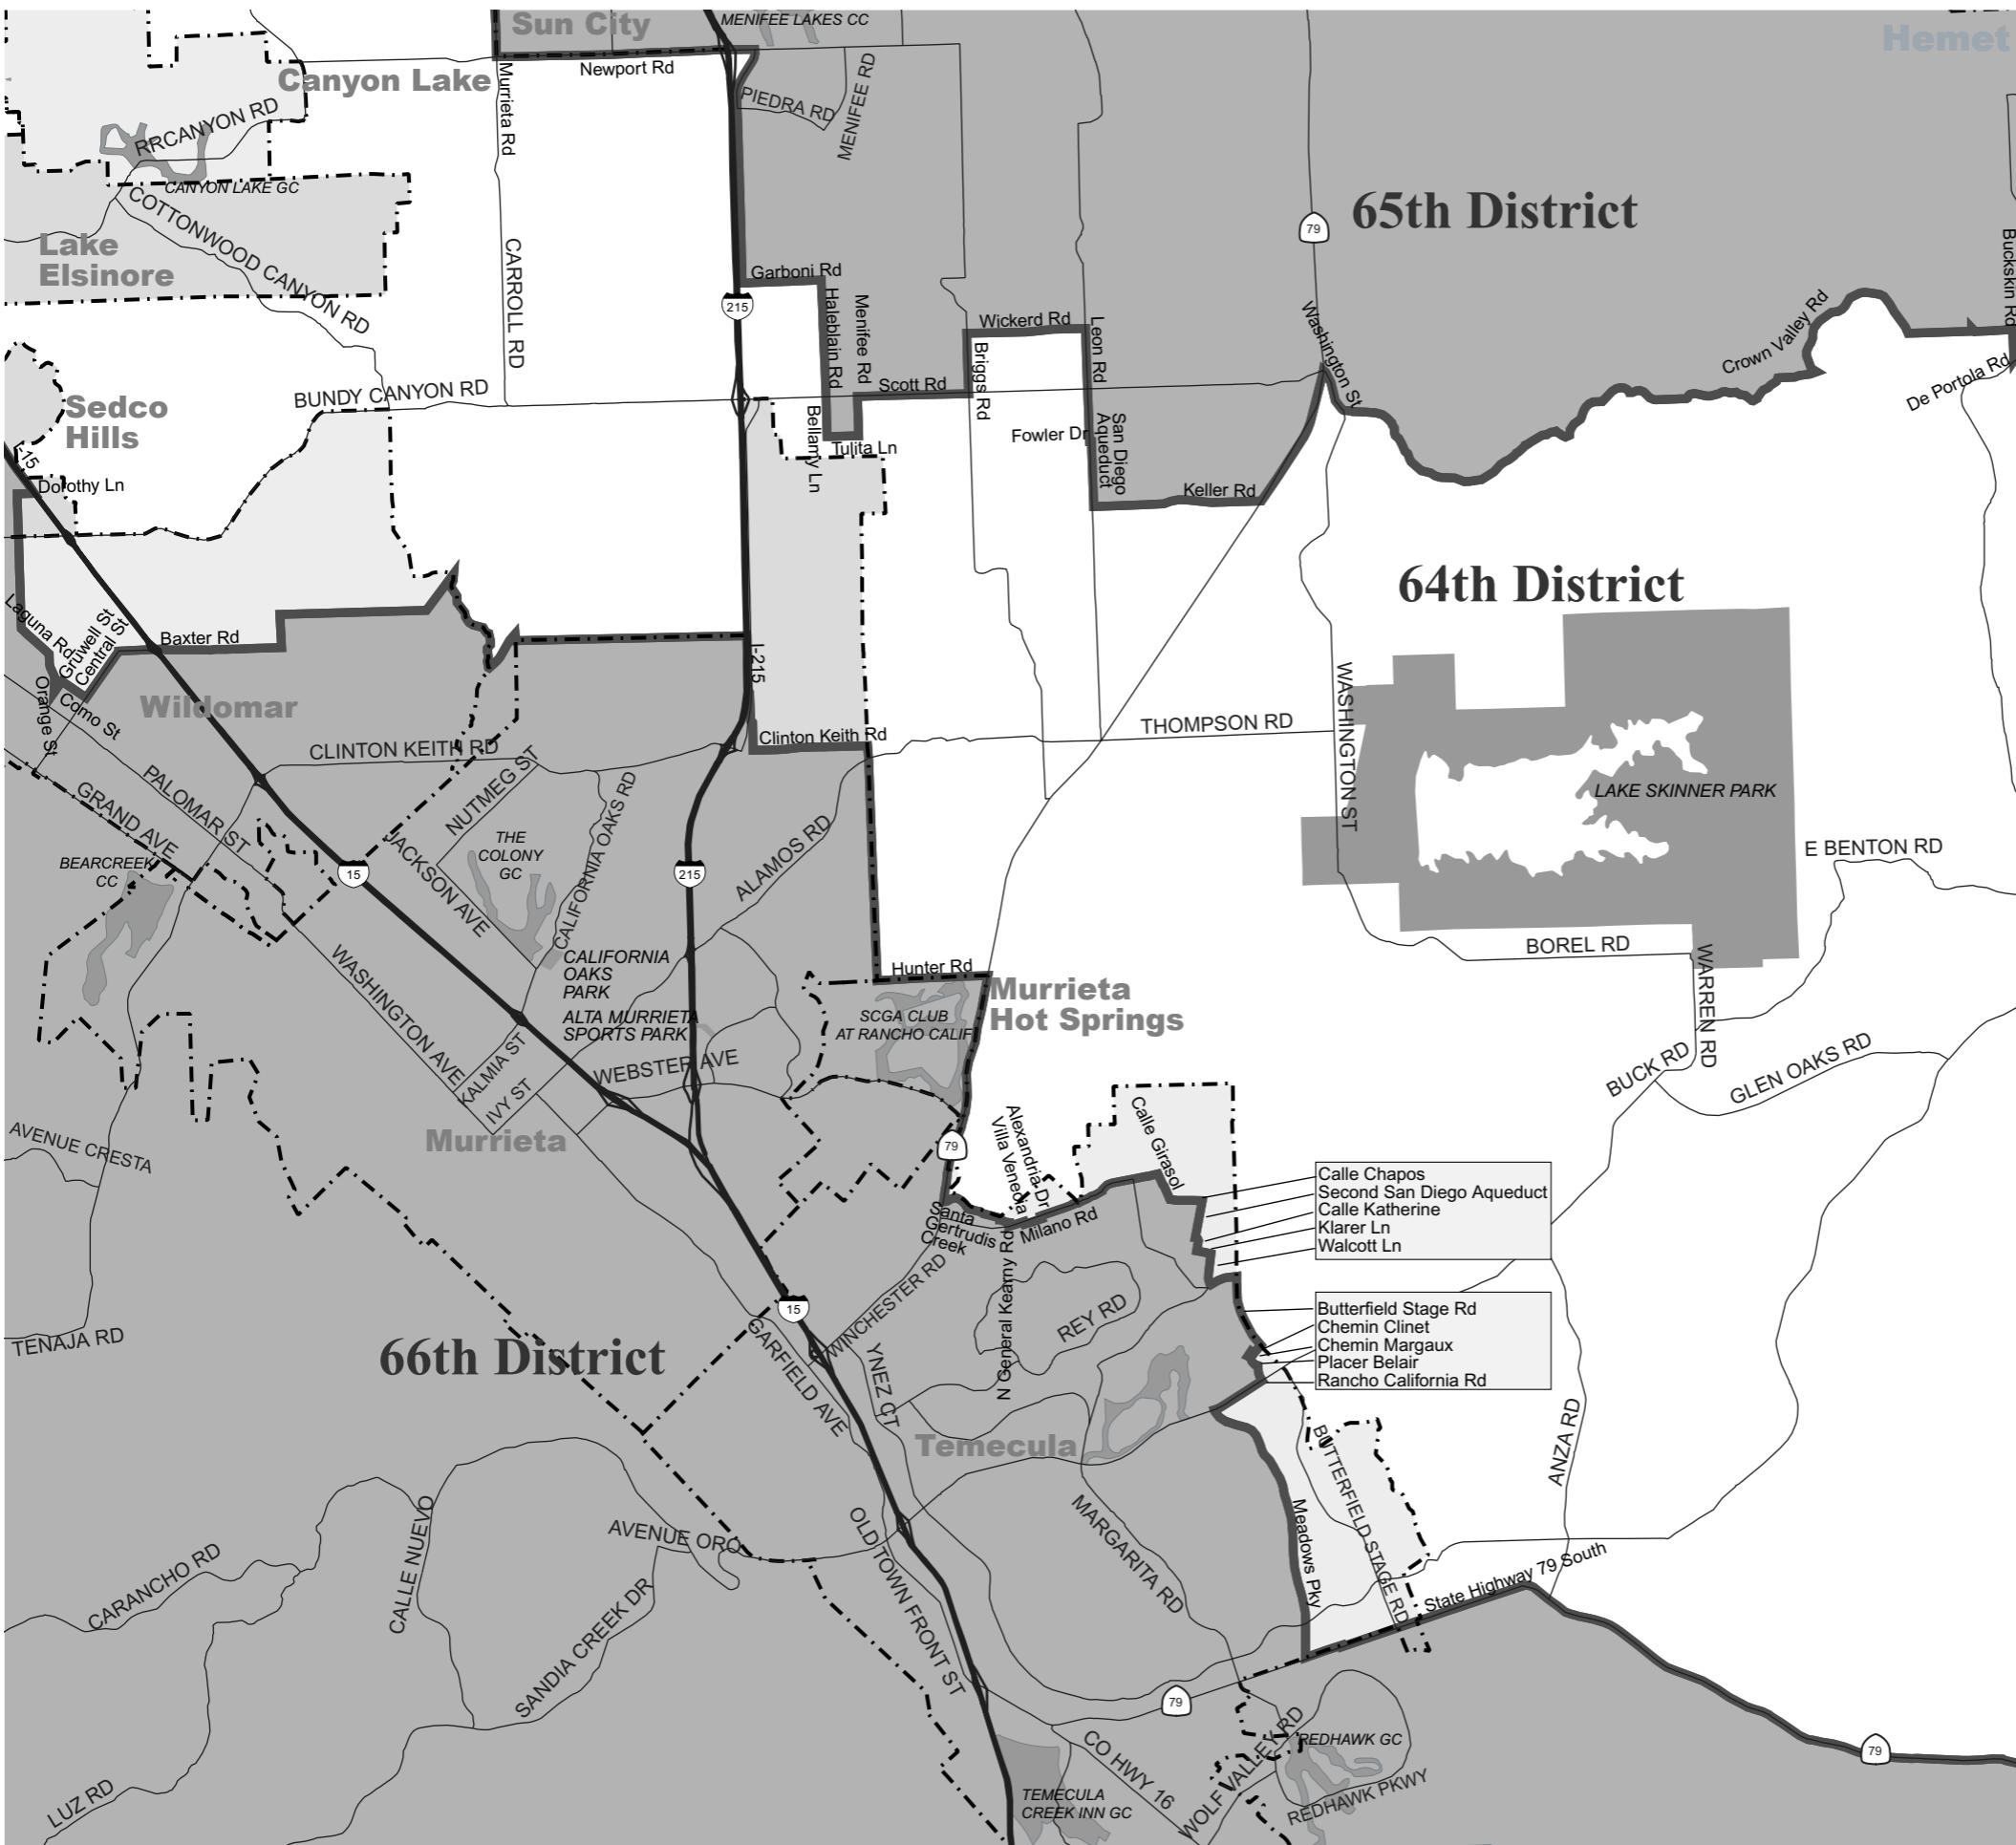 Sun City
MENIFEE LAKES CC
Hemet
Canyon Lake
Newport Rd
Murrieta Rd
PIEDRA RD
MENIFEE RD
RRCANYON RD
CANYON LAKE GC
COTTONWOOD CANYON RD
Lake
Elsinore
CARROLL RD
65th District
79
Buckskin Rd
Garboni Rd
215
Haleblain Rd
Menifee Rd
Wickerd Rd
Leon Rd
Washington St
Crown Valley Rd
De Portola Rd
Briggs Rd
Scott Rd
BUNDY CANYON RD
Sedco
Hills
Bellamy Ln
Tulita Ln
Fowler Dr
San Diego
Aqueduct
Keller Rd
I-15
Dorothy Ln
64th District
Laguna Rd
Gruwell St
Central St
Baxter Rd
I-215
Orange St
Como St
Wildomar
CLINTON KEITH RD
Clinton Keith Rd
THOMPSON RD
WASHINGTON ST
LAKE SKINNER PARK
PALOMAR ST
GRAND AVE
NUTMEG ST
JACKSON AVE
THE
COLONY
GC
CALIFORNIA OAKS RD
BEARCREEK
CC
15
215
ALAMOS RD
E BENTON RD
BOREL RD
WARREN RD
WASHINGTON AVE
CALIFORNIA
OAKS
PARK
Hunter Rd
Murrieta
Hot Springs
ALTA MURRIETA
SPORTS PARK
SCGA CLUB
AT RANCHO CALIF
KALMIA ST
IVY ST
WEBSTER AVE
BUCK RD
GLEN OAKS RD
Murrieta
AVENUE CRESTA
79
Alexandria Dr
Villa Venecia
Calle Girasol
Calle Chapos
Second San Diego Aqueduct
Calle Katherine
Klarer Ln
Walcott Ln
Santa
Gertrudis
Creek
Milano Rd
N General Kearny Rd
15
WINCHESTER RD
REY RD
Butterfield Stage Rd
Chemin Clinet
Chemin Margaux
Placer Belair
Rancho California Rd
TENAJA RD
66th District
GARFIELD AVE
YNEZ CT
Temecula
BUTTERFIELD STAGE RD
ANZA RD
Meadows Pky
MARGARITA RD
CALLE NUEVO
AVENUE ORO
OLD TOWN FRONT ST
CARANCHO RD
SANDIA CREEK DR
State Highway 79 South
79
CO HWY 16
WOLF VALLEY RD
REDHAWK GC
REDHAWK PKWY
79
LUZ RD
TEMECULA
CREEK INN GC